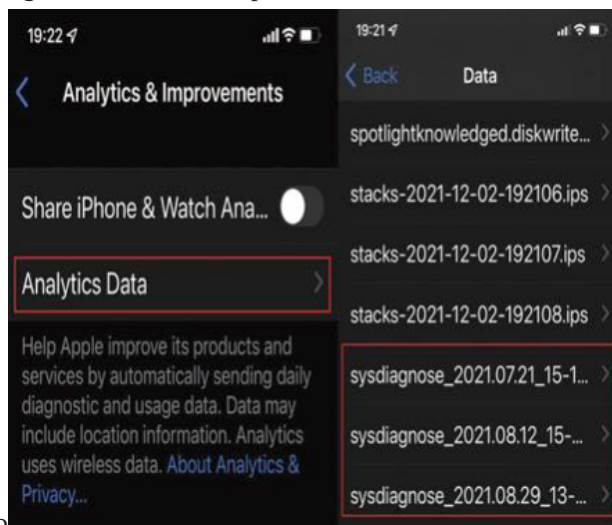 19:22
Analytics & Improvements
Share iPhone & Watch Ana...
Analytics Data
Help Apple improve its products and
services by automatically sending daily
diagnostic and usage data. Data may
include location information. Analytics
uses wireless data. About Analytics &
Privacy...
19:21
Back
Data
spotlightknowledged.diskwrite...
stacks-2021-12-02-192106.ips
stacks-2021-12-02-192107.ips
stacks-2021-12-02-192108.ips
sysdiagnose_2021.07.21_15-1...
sysdiagnose_2021.08.12_15-...
sysdiagnose_2021.08.29_13-...